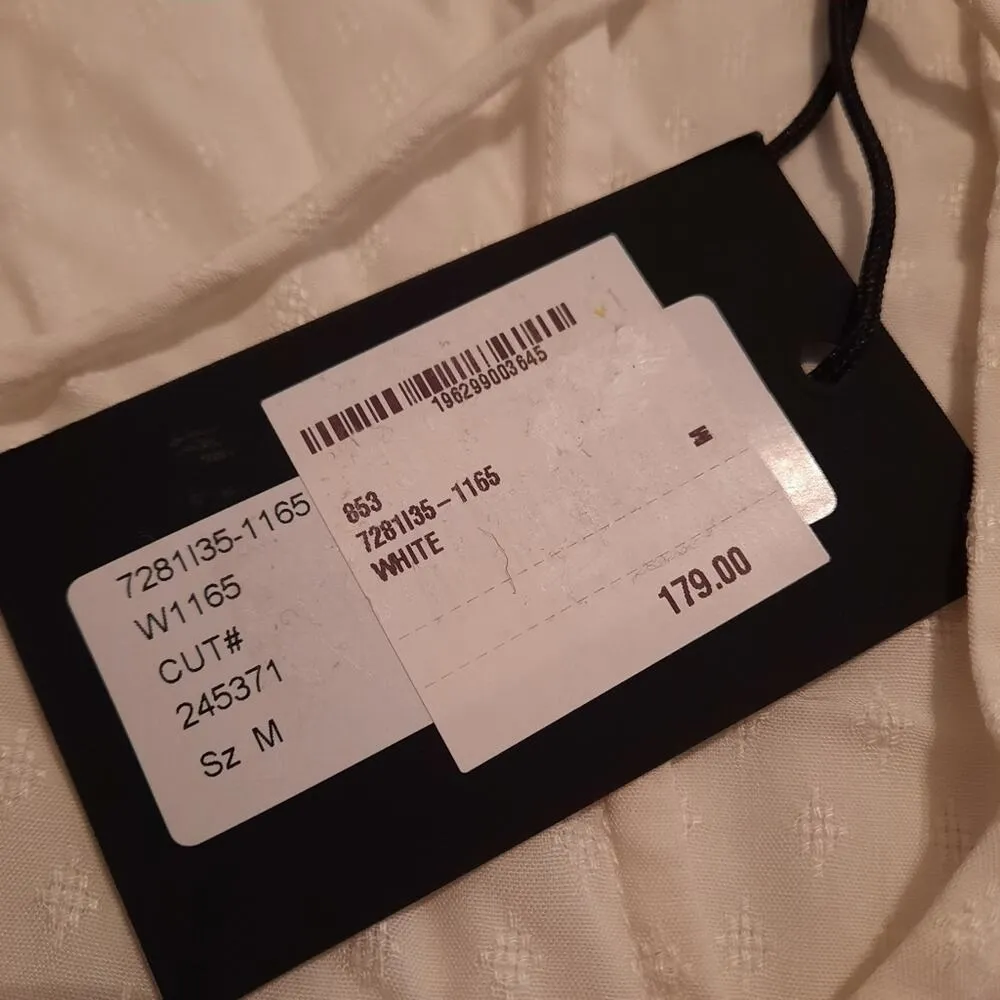 196299003645
M
853
7281I35-1165
WHITE
179.00
7281I35-1165
W1165
CUT#
245371
Sz M